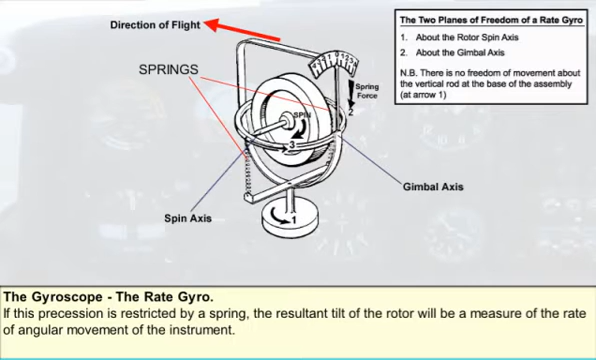 Direction of Flight
The Two Planes of Freedom of a Rate Gyro
1. About the Rotor Spin Axis
2. About the Gimbal Axis
N.B. There is no freedom of movement about
the vertical rod at the base of the assembly
(at arrow 1)
SPRINGS
Spring
Force
2
SPIN
3
Gimbal Axis
Spin Axis
1
The Gyroscope - The Rate Gyro.
If this precession is restricted by a spring, the resultant tilt of the rotor will be a measure of the rate
of angular movement of the instrument.